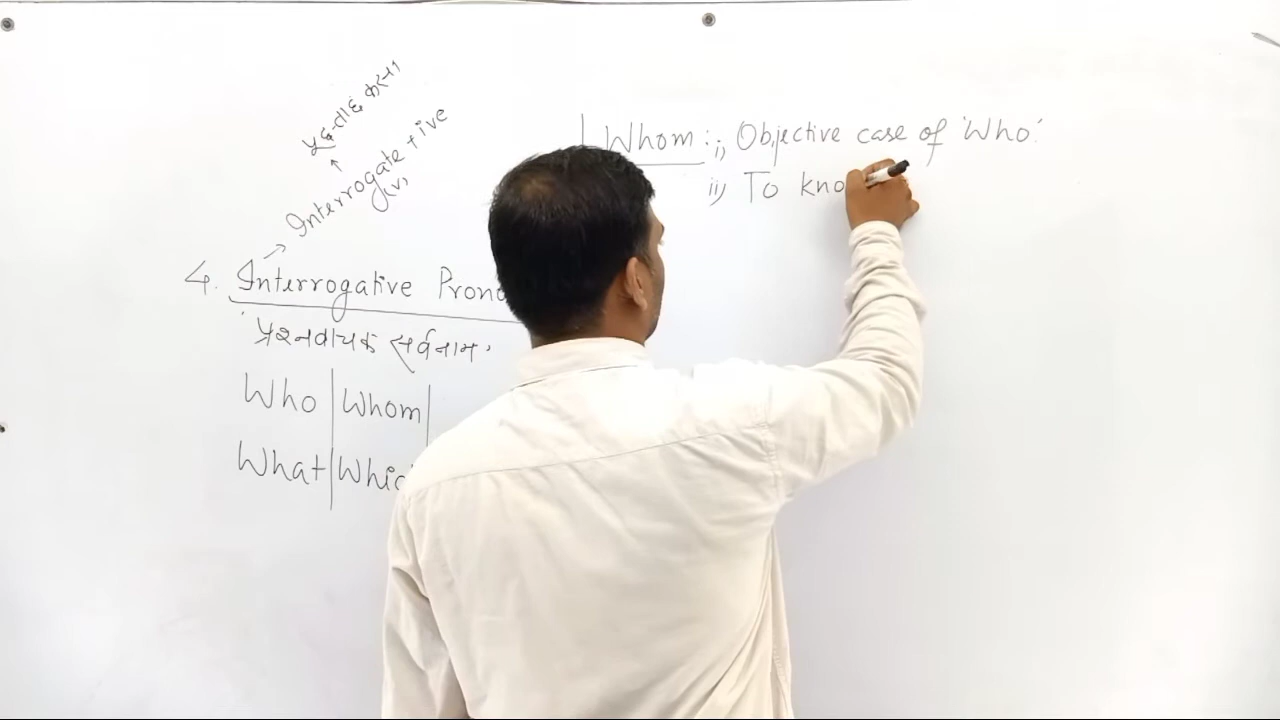 पूछ-ताछ करना
↑
Interrogate + ive
(V)
4. Interrogative Prono
'प्रश्नवाचक सर्वनाम'
Who | Whom |
What | Whic
Whom : i) Objective case of 'Who'.
ii) To kno